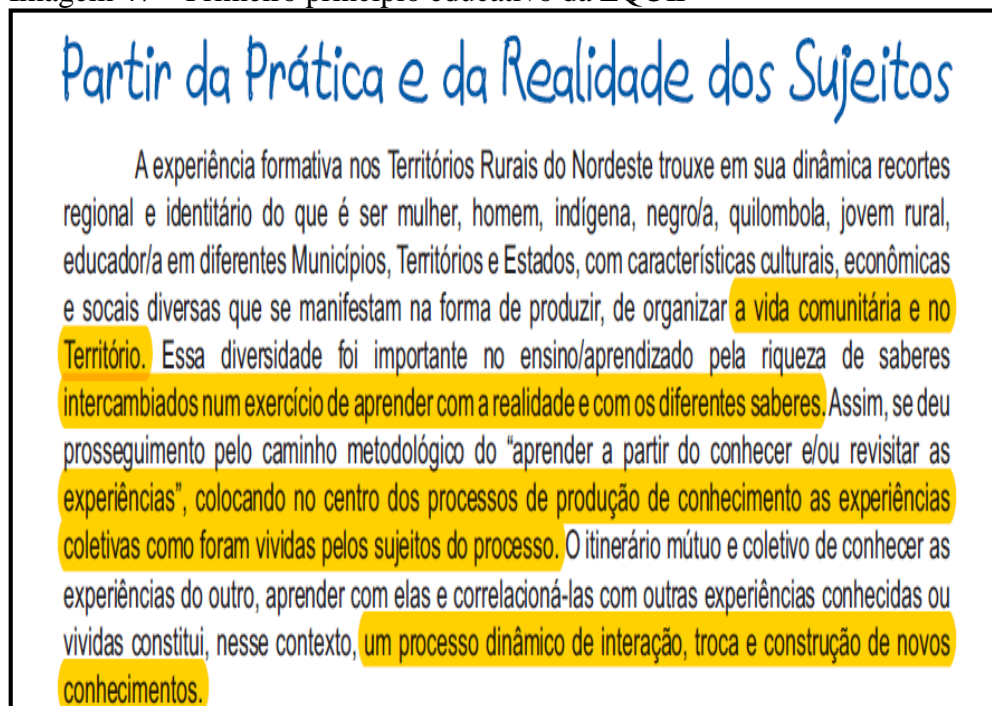 Imagem 47 – Primeiro princípio educativo da EQUIP
Partir da Prática e da Realidade dos Sujeitos
A experiência formativa nos Territórios Rurais do Nordeste trouxe em sua dinâmica recortes
regional e identitário do que é ser mulher, homem, indígena, negro/a, quilombola, jovem rural,
educador/a em diferentes Municípios, Territórios e Estados, com características culturais, econômicas
e socais diversas que se manifestam na forma de produzir, de organizar a vida comunitária e no
Território. Essa diversidade foi importante no ensino/aprendizado pela riqueza de saberes
intercambiados num exercício de aprender com a realidade e com os diferentes saberes. Assim, se deu
prosseguimento pelo caminho metodológico do “aprender a partir do conhecer e/ou revisitar as
experiências”, colocando no centro dos processos de produção de conhecimento as experiências
coletivas como foram vividas pelos sujeitos do processo. O itinerário mútuo e coletivo de conhecer as
experiências do outro, aprender com elas e correlacioná-las com outras experiências conhecidas ou
vividas constitui, nesse contexto, um processo dinâmico de interação, troca e construção de novos
conhecimentos.